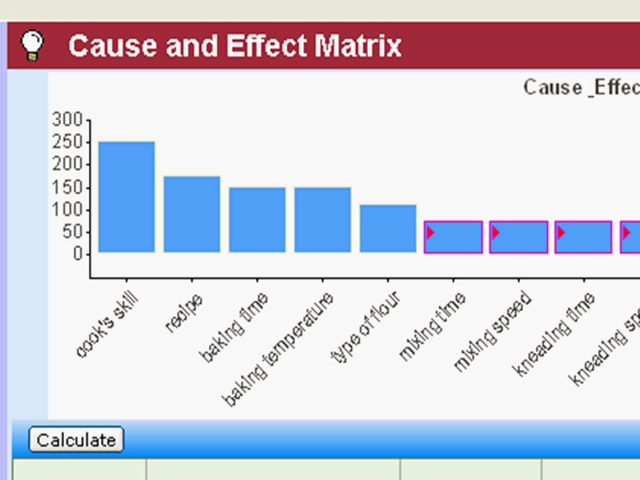 Cause and Effect Matrix
Cause _Effec
300
250
200
150
100
50
0
cook's skill
recipe
baking time
baking temperature
type of flour
mixing time
mixing speed
kneading time
kneading spe
Calculate